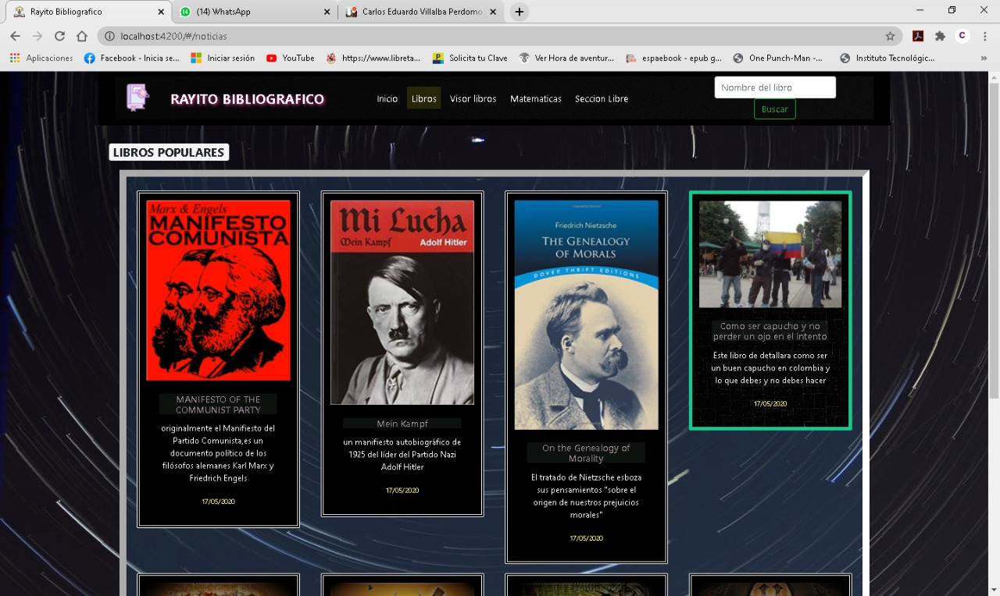 Rayito Bibliografico
(14) WhatsApp
Carlos Eduardo Villalba Perdomo
localhost:4200/#/noticias
Aplicaciones
Facebook - Inicia se...
Iniciar sesión
YouTube
https://www.libreta...
Solicita tu Clave
Ver Hora de aventur...
espaebook - epub g...
One Punch-Man -...
Instituto Tecnológic...
RAYITO BIBLIOGRAFICO
Inicio
Libros
Visor libros
Matematicas
Seccion Libre
Nombre del libro
Buscar
LIBROS POPULARES
Marx & Engels
MANIFESTO
COMUNISTA
MANIFESTO OF THE
COMMUNIST PARTY
originalmente el Manifiesto del
Partido Comunista,es un
documento político de los
filósofos alemanes Karl Marx y
Friedrich Engels
17/05/2020
Mi Lucha
Mein Kampf
Adolf Hitler
Mein Kampf
un manifiesto autobiográfico de
1925 del líder del Partido Nazi
Adolf Hitler
17/05/2020
Friedrich Nietzsche
THE GENEALOGY
OF MORALS
DOVER THRIFT EDITIONS
On the Genealogy of
Morality
El tratado de Nietzsche esboza
sus pensamientos "sobre el
origen de nuestros prejuicios
morales"
17/05/2020
Como ser capucho y no
perder un ojo en el intento
Este libro de detallara como ser
un buen capucho en colombia y
lo que debes y no debes hacer
17/05/2020